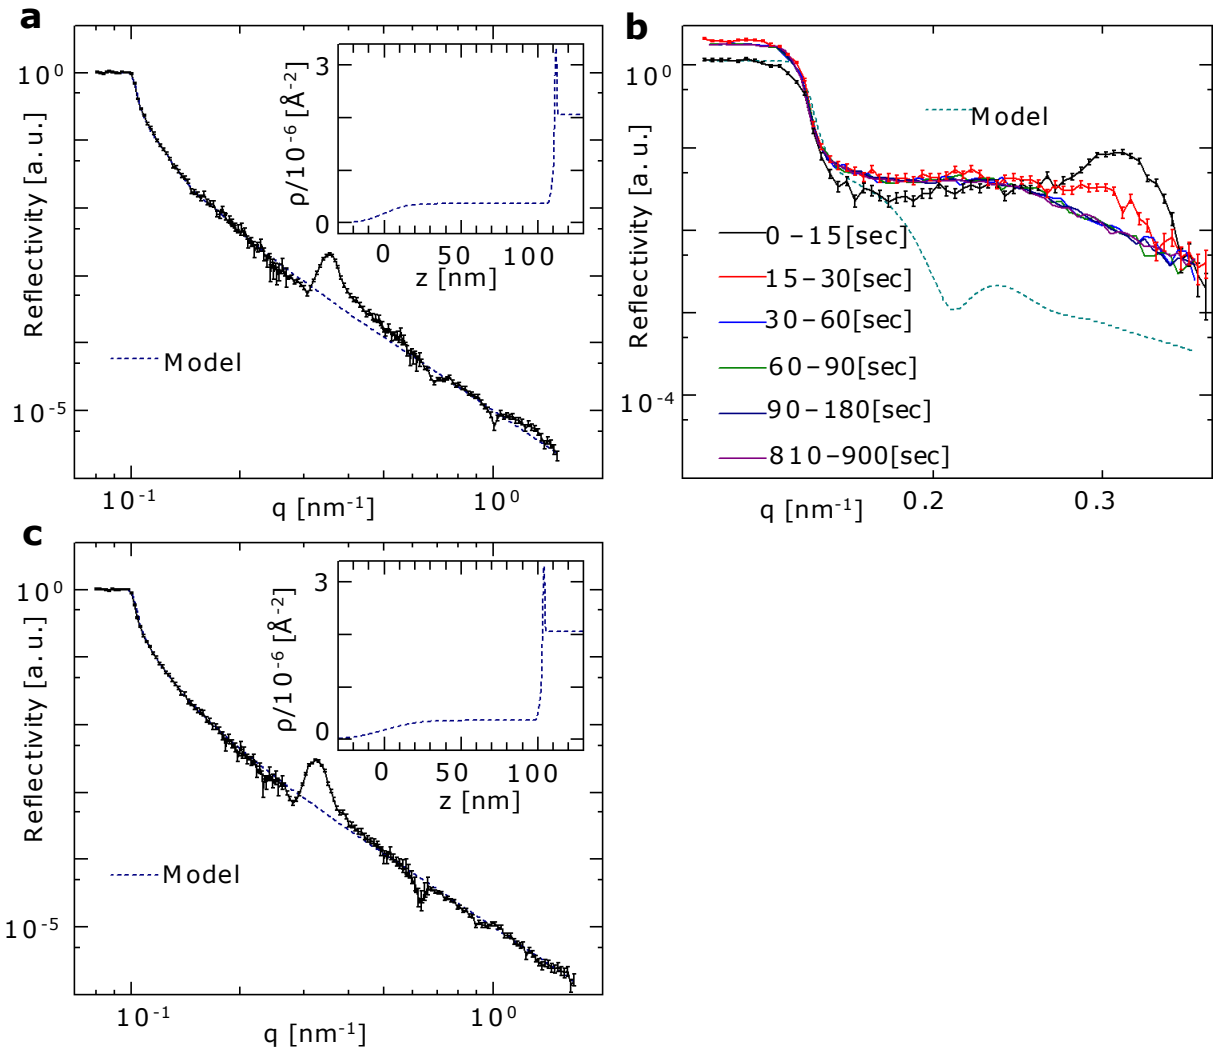 a
Reflectivity [a. u.]
10⁰
10⁻⁵
Model
10⁻¹
10⁰
q [nm⁻¹]
ρ/10⁻⁶ [Å⁻²]
3
0
0
50
100
z [nm]
b
Reflectivity [a. u.]
10⁰
10⁻⁴
Model
0–15[sec]
15–30[sec]
30–60[sec]
60–90[sec]
90–180[sec]
810–900[sec]
q [nm⁻¹]
0.2
0.3
c
Reflectivity [a. u.]
10⁰
10⁻⁵
Model
10⁻¹
10⁰
q [nm⁻¹]
ρ/10⁻⁶ [Å⁻²]
3
0
0
50
100
z [nm]